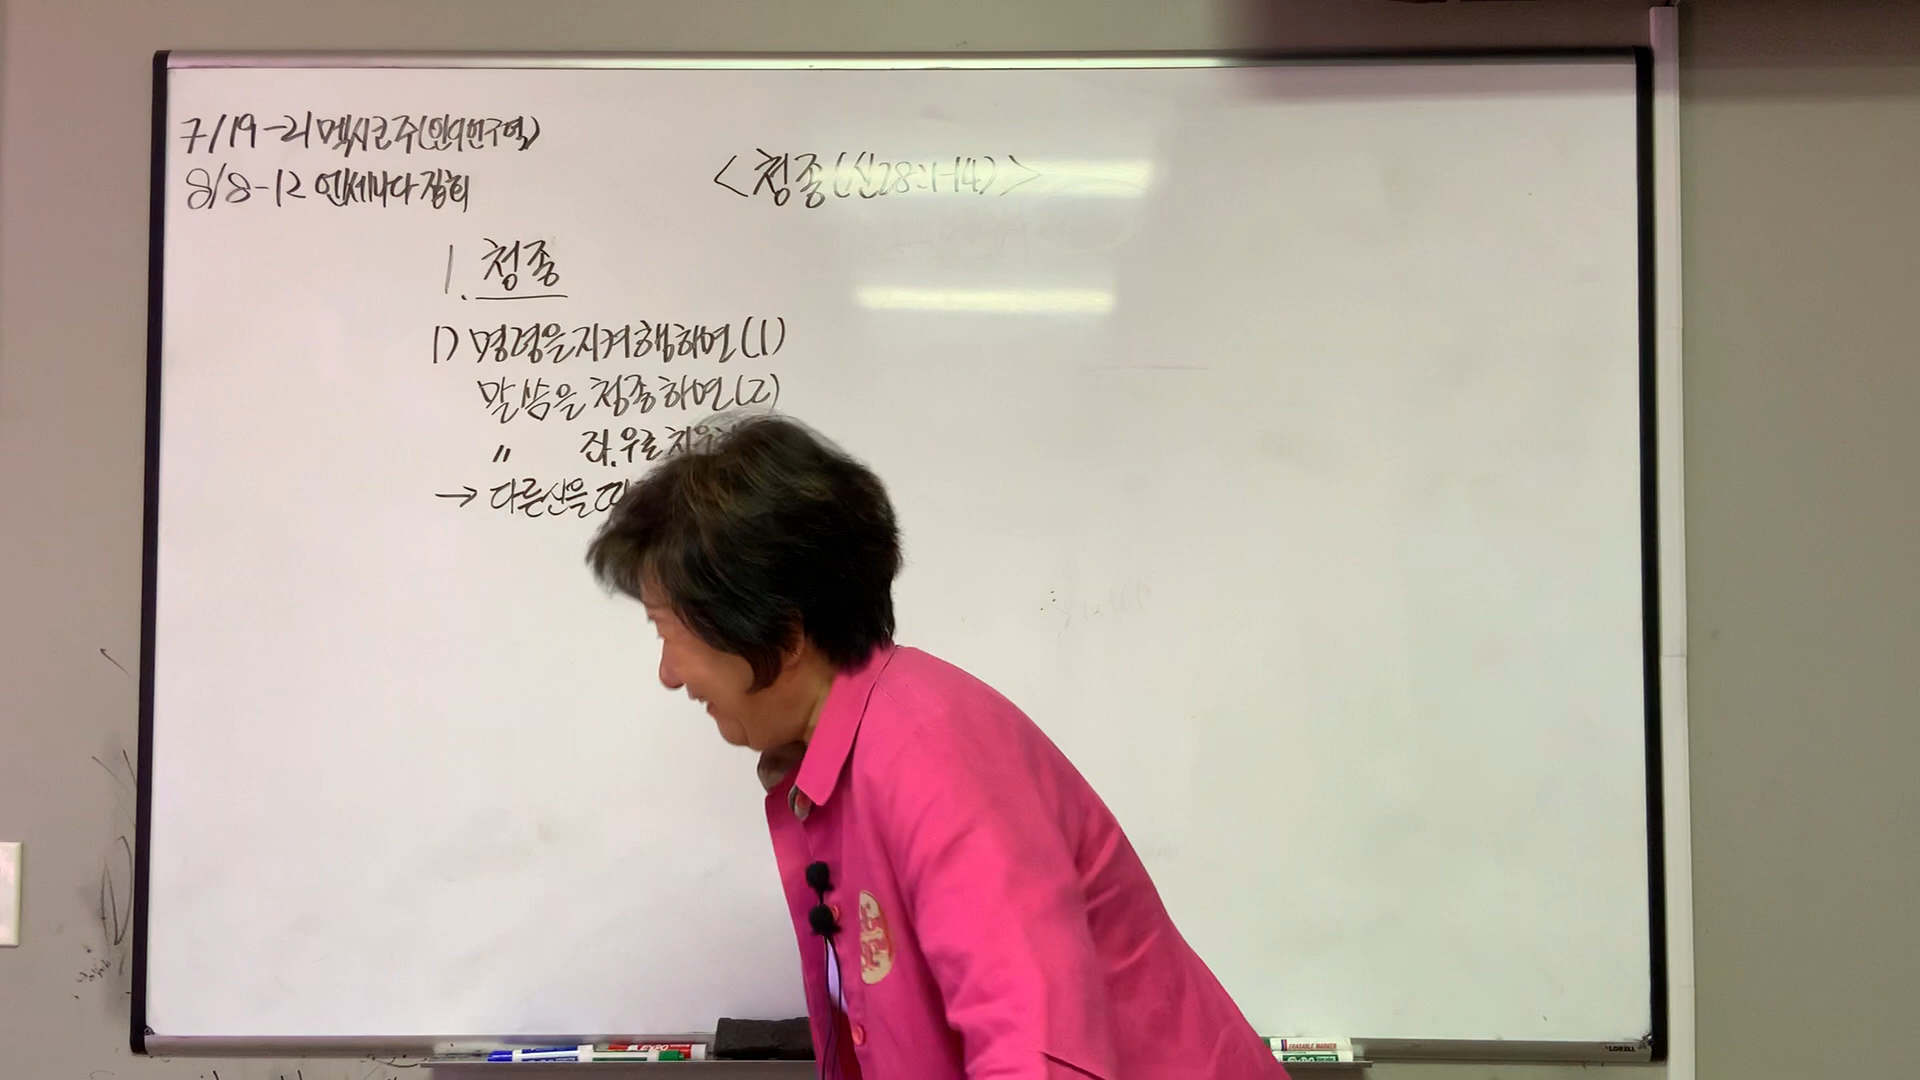 7/19-21 멕시코주(인디언구역)
8/8-12 엔세나다 집회
<청종(신28:1-14)>
1. 청종
1) 명령을 지켜 행하면(1)
말씀을 청종하면(2)
〃 좌.우로 치우
→ 다른신을 따
EXPO
LORELL